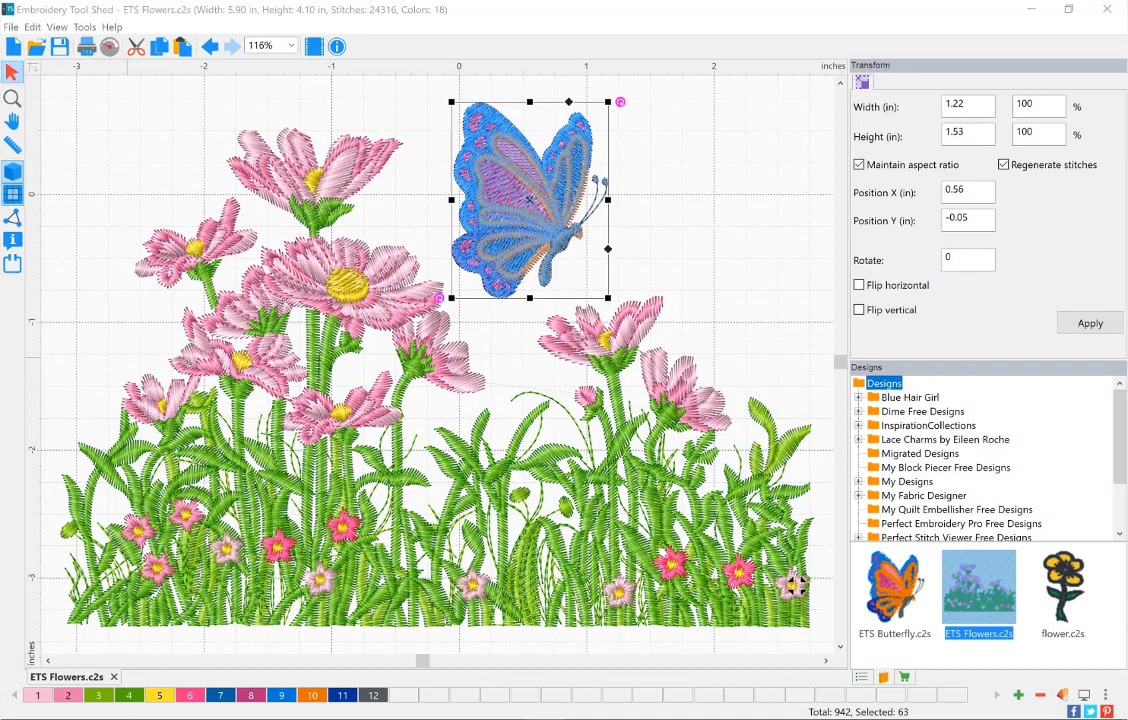 ETS Embroidery Tool Shed - ETS Flowers.c2s (Width: 5.90 in, Height: 4.10 in, Stitches: 24316, Colors: 18)
File Edit View Tools Help
116%
-3 -2 -1 0 1 2 inches
Transform
Width (in): 1.22 100 %
Height (in): 1.53 100 %
Maintain aspect ratio Regenerate stitches
Position X (in): 0.56
Position Y (in): -0.05
Rotate: 0
Flip horizontal
Flip vertical
Apply
0
-1
-2
-3
inches
Designs
Designs
Blue Hair Girl
Dime Free Designs
InspirationCollections
Lace Charms by Eileen Roche
Migrated Designs
My Block Piecer Free Designs
My Designs
My Fabric Designer
My Quilt Embellisher Free Designs
Perfect Embroidery Pro Free Designs
Perfect Stitch Viewer Free Designs
ETS Butterfly.c2s ETS Flowers.c2s flower.c2s
ETS Flowers.c2s
1 2 3 4 5 6 7 8 9 10 11 12
Total: 942, Selected: 63